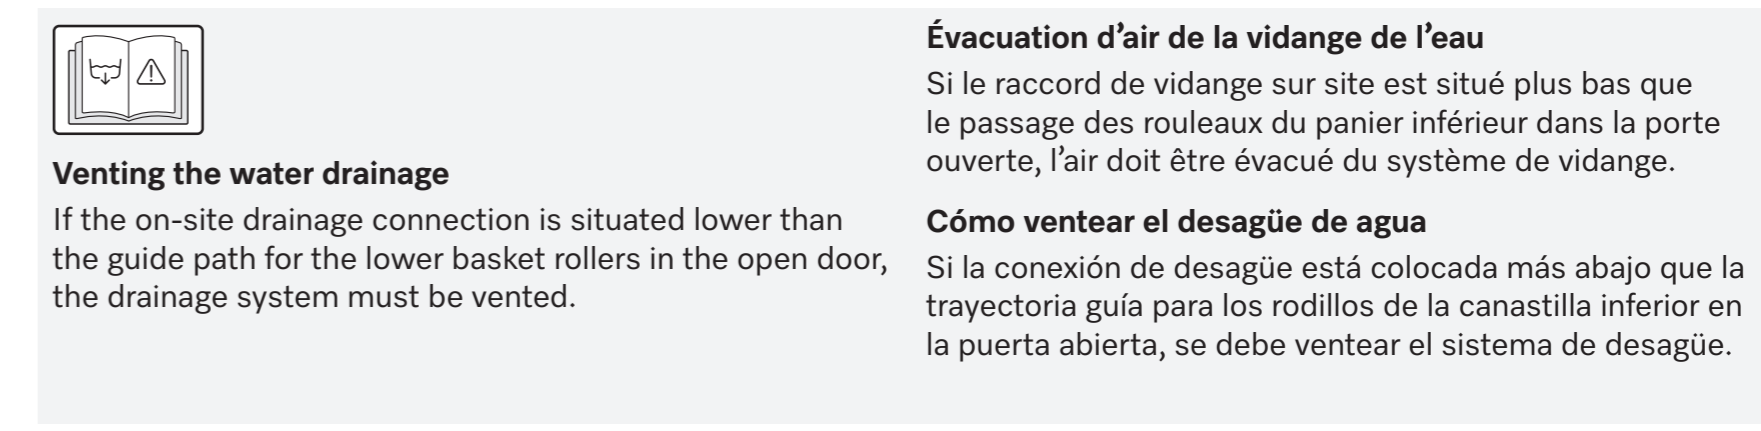 Venting the water drainage
If the on-site drainage connection is situated lower than
the guide path for the lower basket rollers in the open door,
the drainage system must be vented.
Évacuation d’air de la vidange de l’eau
Si le raccord de vidange sur site est situé plus bas que
le passage des rouleaux du panier inférieur dans la porte
ouverte, l’air doit être évacué du système de vidange.
Cómo ventear el desagüe de agua
Si la conexión de desagüe está colocada más abajo que la
trayectoria guía para los rodillos de la canastilla inferior en
la puerta abierta, se debe ventear el sistema de desagüe.